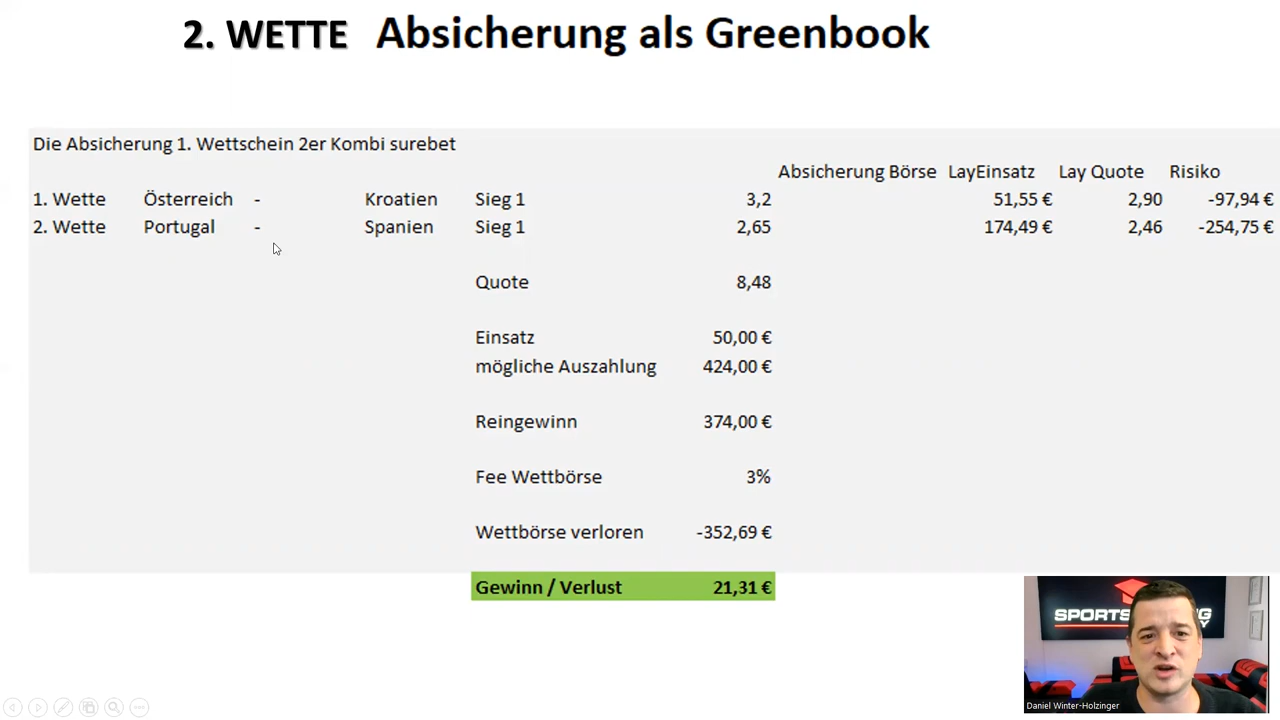 2. WETTE Absicherung als Greenbook
Die Absicherung 1. Wettschein 2er Kombi surebet
Absicherung Börse LayEinsatz Lay Quote Risiko
1. Wette Österreich - Kroatien Sieg 1 3,2 51,55 € 2,90 -97,94 €
2. Wette Portugal - Spanien Sieg 1 2,65 174,49 € 2,46 -254,75 €
Quote 8,48
Einsatz 50,00 €
mögliche Auszahlung 424,00 €
Reingewinn 374,00 €
Fee Wettbörse 3%
Wettbörse verloren -352,69 €
Gewinn / Verlust 21,31 €
Daniel Winter-Holzinger